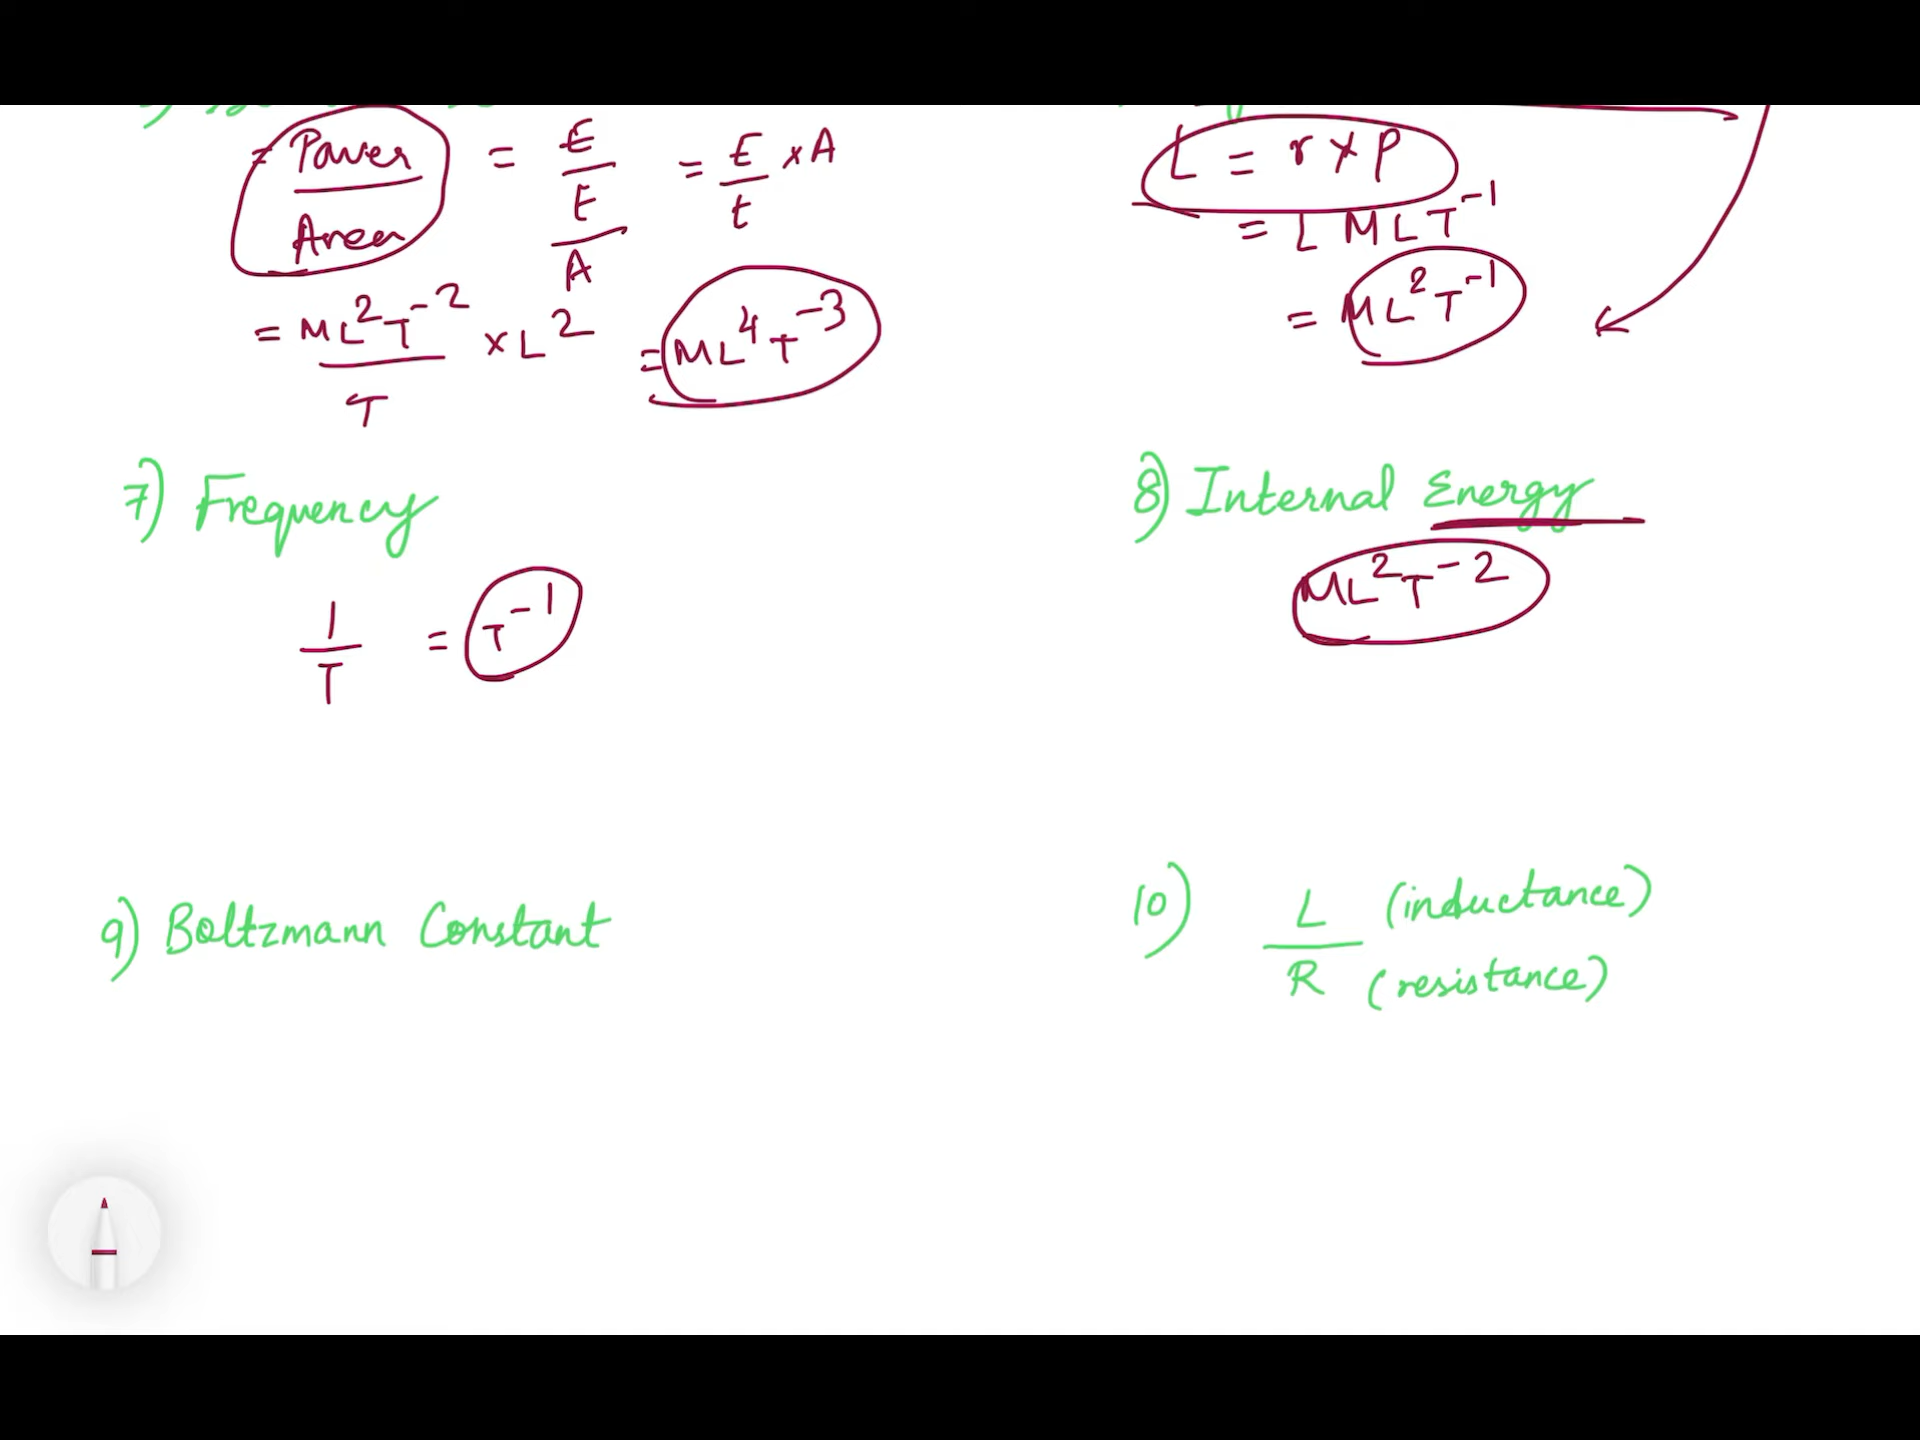 = Power / Area = E / t / A = E / t × A
= ML²T⁻² / T × L² = ML⁴T⁻³
L = r × p
= L MLT⁻¹
= ML²T⁻¹
7) Frequency
1 / T = T⁻¹
8) Internal Energy
ML²T⁻²
9) Boltzmann Constant
10) L (inductance)
R (resistance)